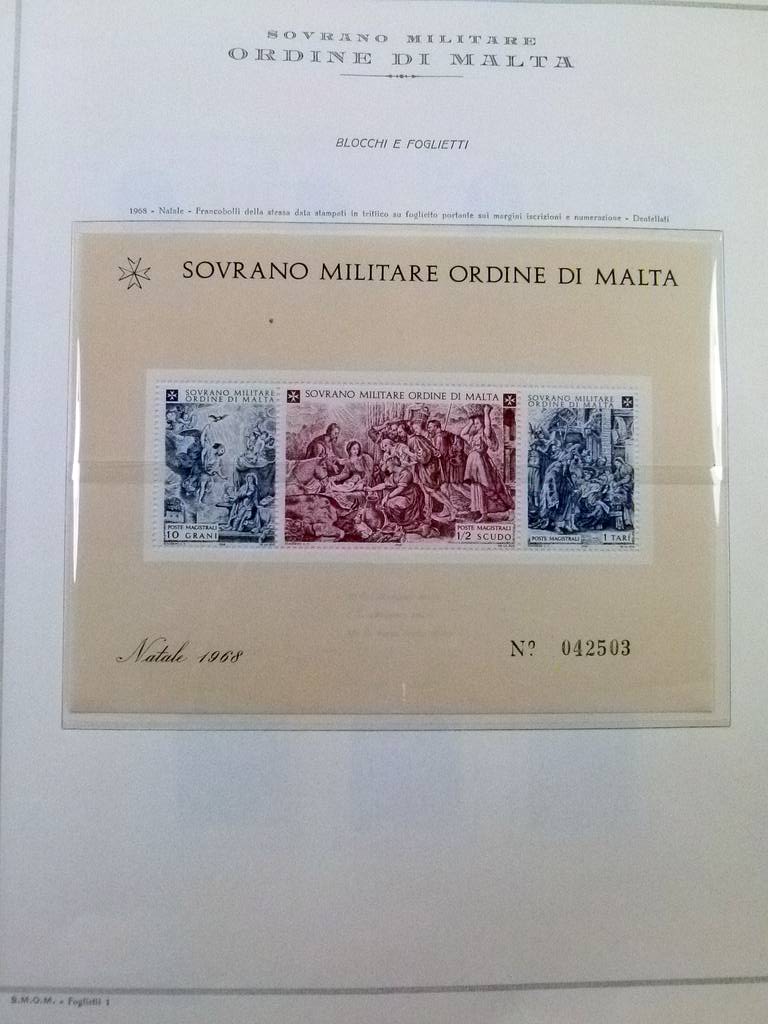 SOVRANO MILITARE
ORDINE DI MALTA
BLOCCHI E FOGLIETTI
1968 - Natale - Francobolli della stessa data stampati in trittico su foglietto portante sui margini iscrizioni e numerazione - Dentellati
SOVRANO MILITARE ORDINE DI MALTA
SOVRANO MILITARE
ORDINE DI MALTA
POSTE MAGISTRALI
10 GRANI
SOVRANO MILITARE ORDINE DI MALTA
POSTE MAGISTRALI
1/2 SCUDO
SOVRANO MILITARE
ORDINE DI MALTA
POSTE MAGISTRALI 1 TARÌ
Natale 1968
Nº 042503
S.M.O.M. - Foglietti 1